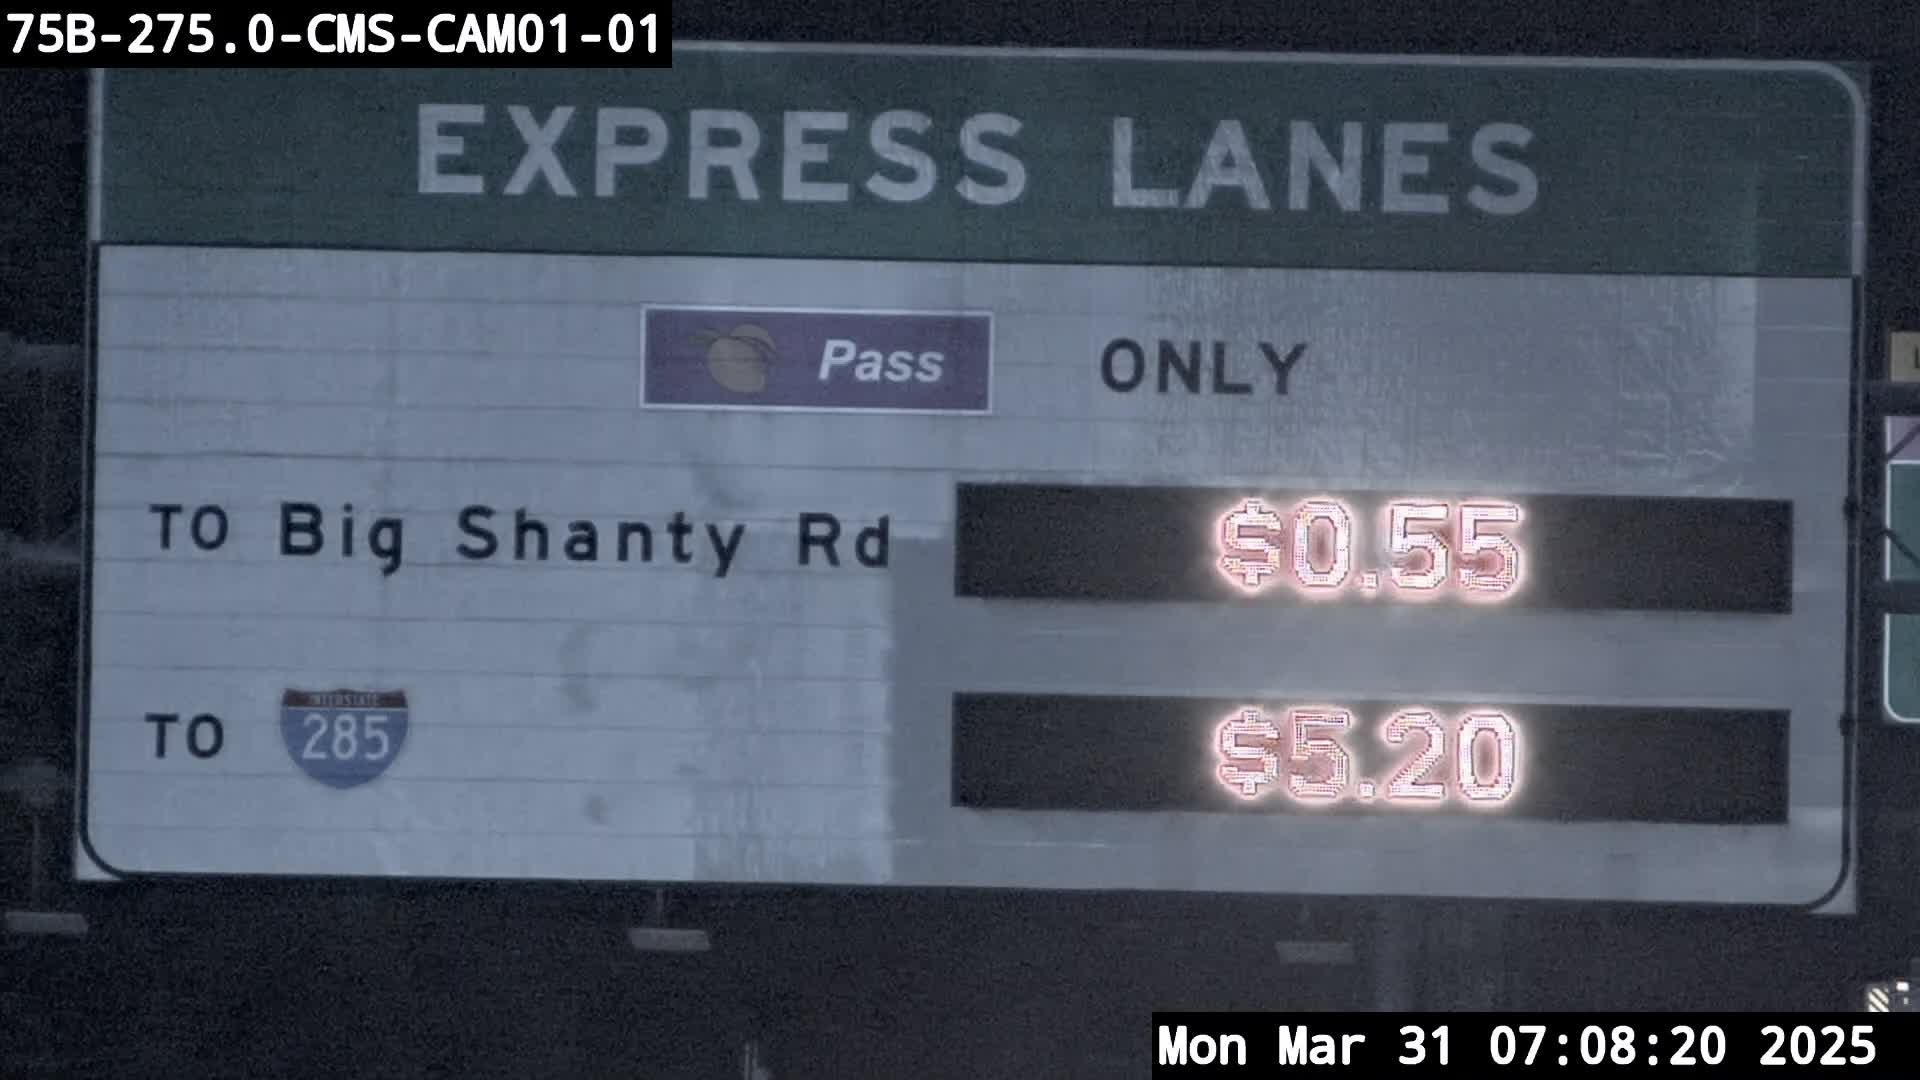 75B-275.0-CMS-CAM01-01
EXPRESS LANES
Pass ONLY
TO Big Shanty Rd $0.55
TO INTERSTATE 285 $5.20
Mon Mar 31 07:08:20 2025